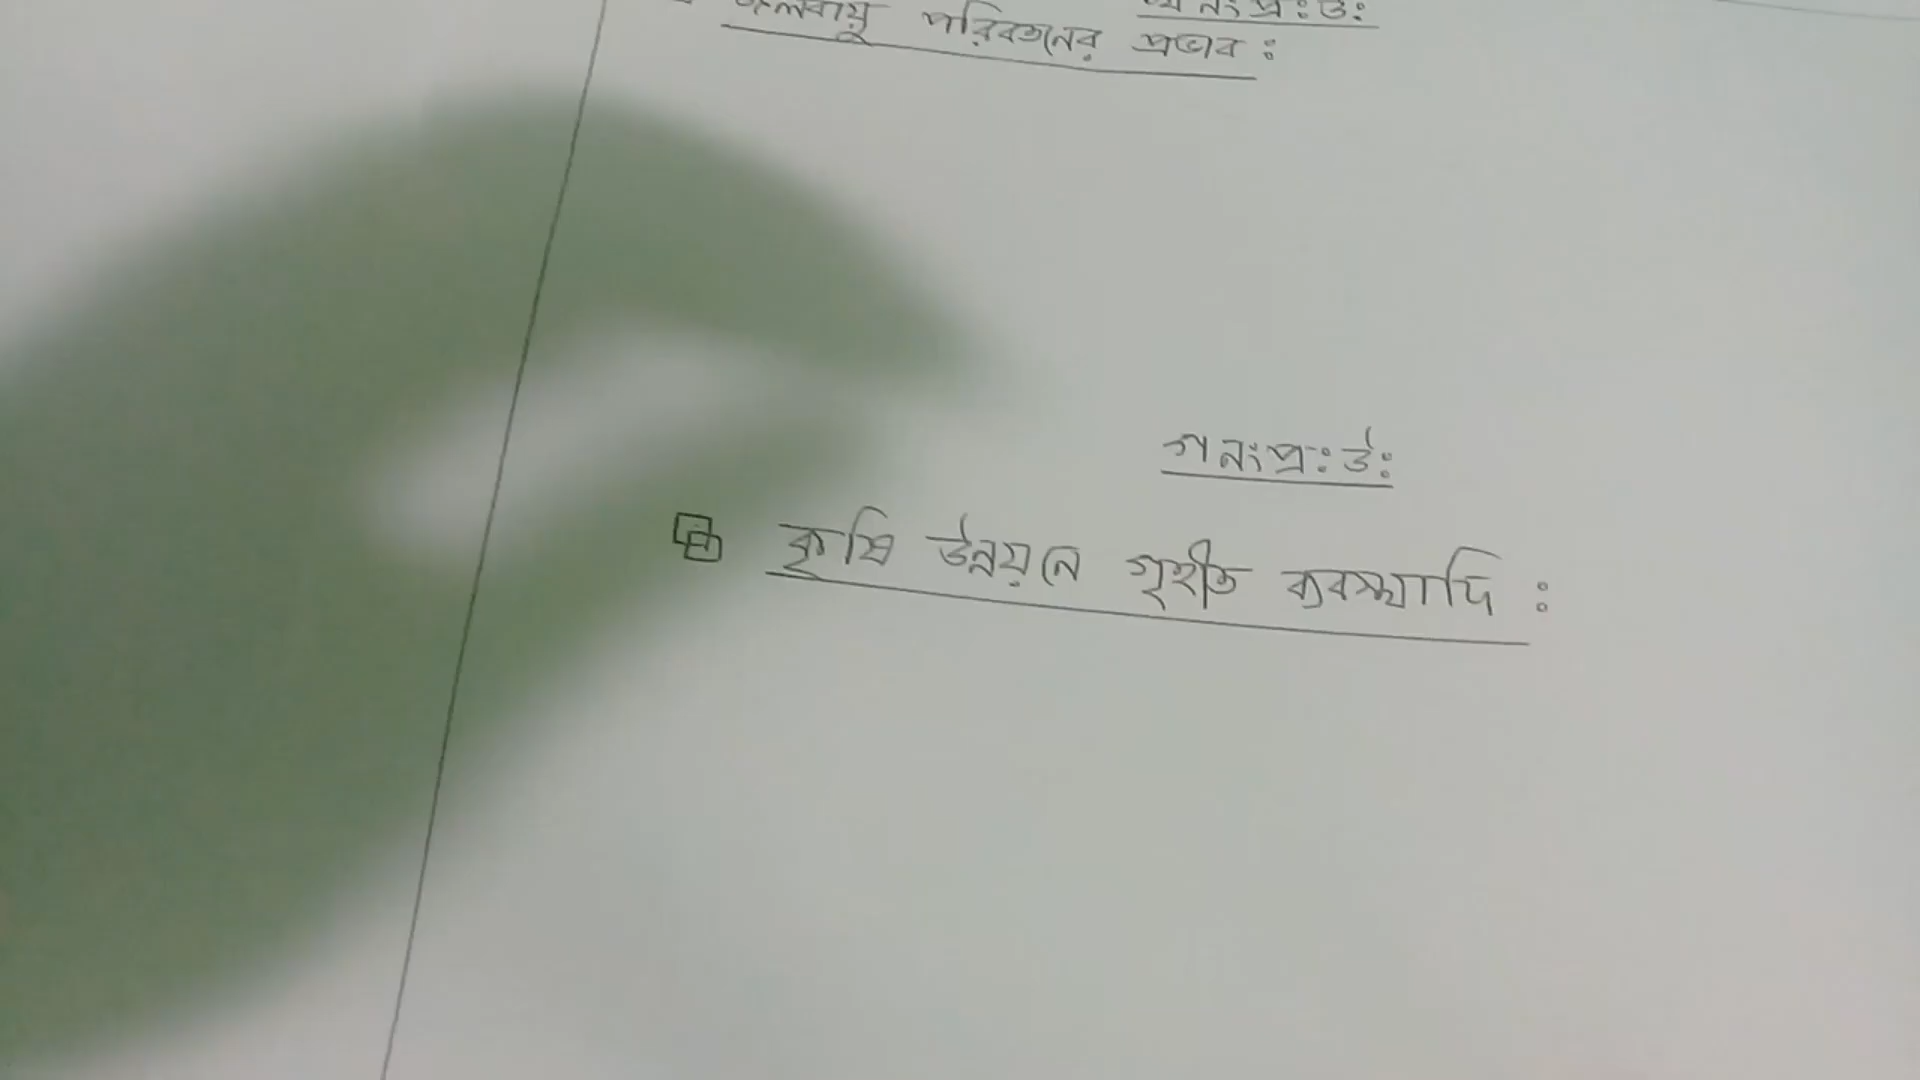 খ নং প্র: উ:
জলবায়ু পরিবর্তনের প্রভাব :
গ নং প্র: উ:
কৃষি উন্নয়নে গৃহীত ব্যবস্থাদি :